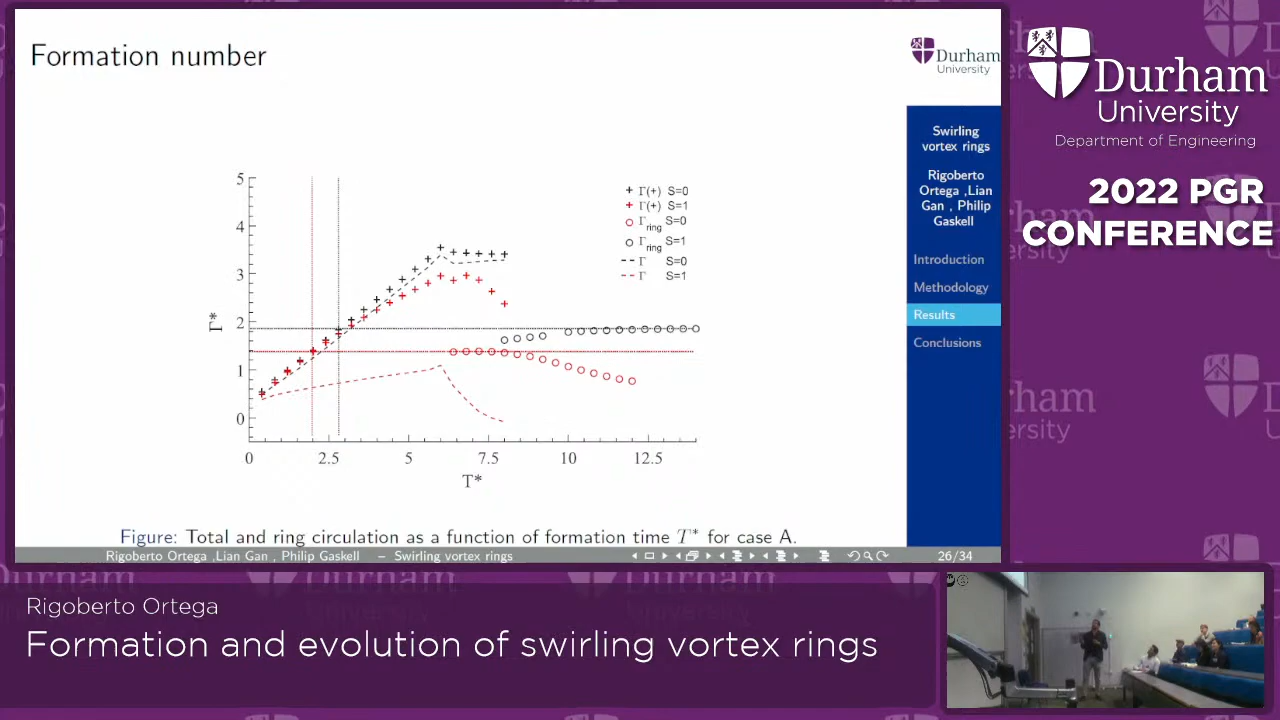 Formation number
Durham
University
Swirling
vortex rings
Rigoberto
Ortega ,Lian
Gan , Philip
Gaskell
Introduction
Methodology
Results
Conclusions
5
4
3
2
1
0
Γ*
0 2.5 5 7.5 10 12.5
T*
Γ(+) S=0
Γ(+) S=1
Γring S=0
Γring S=1
Γ S=0
Γ S=1
Figure: Total and ring circulation as a function of formation time T* for case A.
Rigoberto Ortega ,Lian Gan , Philip Gaskell – Swirling vortex rings
26/34
Durham
University
Department of Engineering
2022 PGR
CONFERENCE
Rigoberto Ortega
Formation and evolution of swirling vortex rings